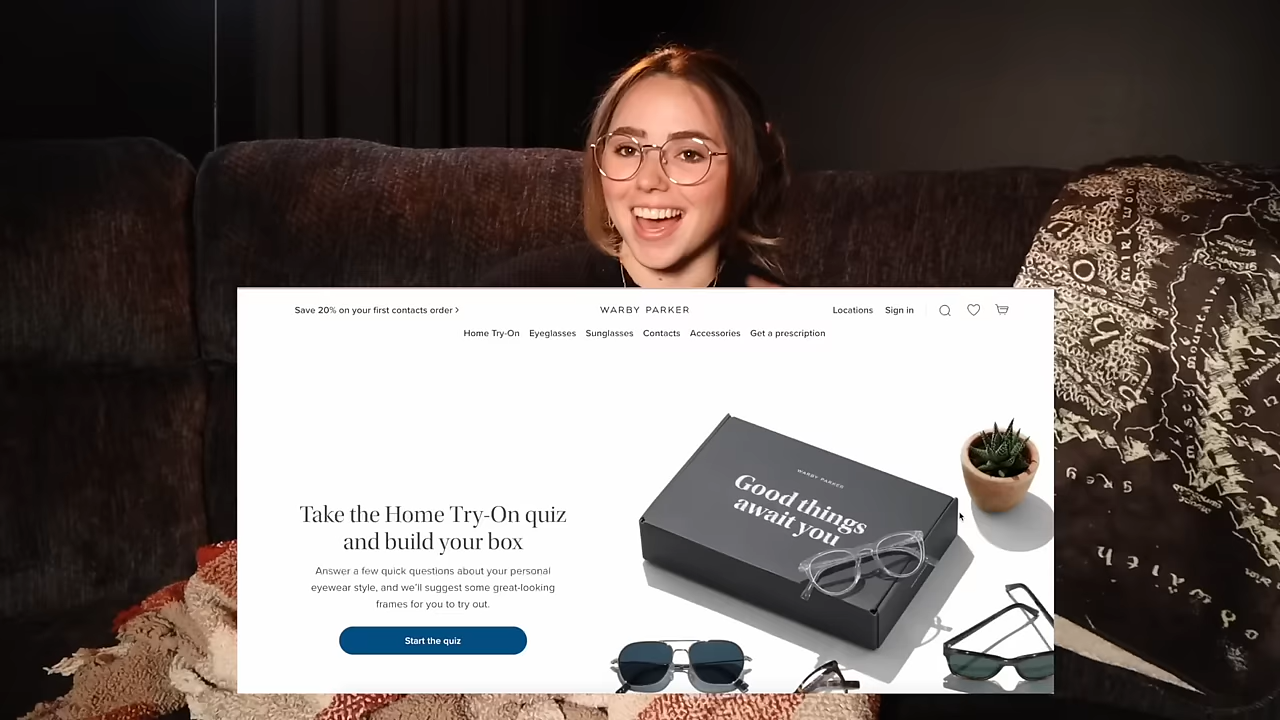 Save 20% on your first contacts order >
WARBY PARKER
Locations Sign in
Home Try-On Eyeglasses Sunglasses Contacts Accessories Get a prescription
WARBY PARKER
Good things
await you
Take the Home Try-On quiz
and build your box
Answer a few quick questions about your personal
eyewear style, and we'll suggest some great-looking
frames for you to try out.
Start the quiz
MIRKWOOD
mountains
grey